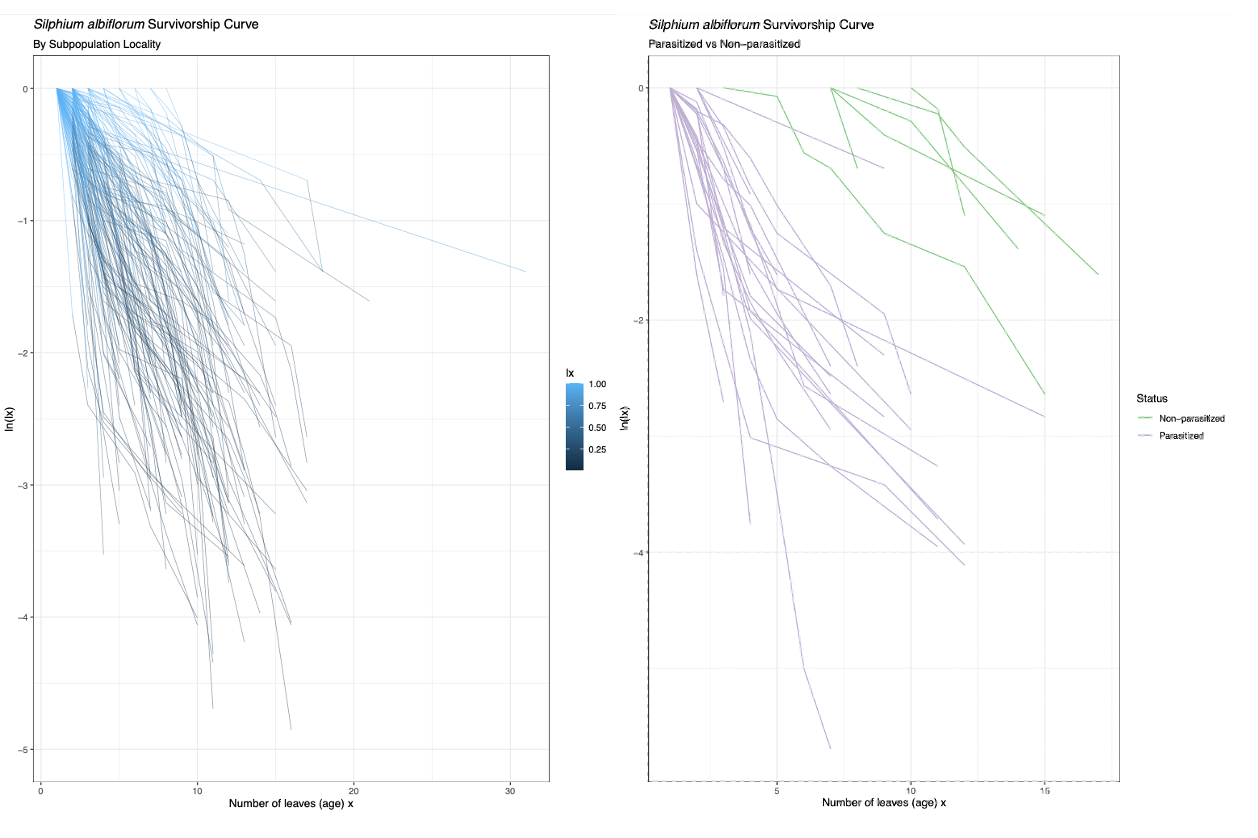 Silphium albiflorum Survivorship Curve
By Subpopulation Locality
0
−1
−2
−3
−4
−5
ln(lx)
0 10 20 30
Number of leaves (age) x
lx
1.00
0.75
0.50
0.25
Silphium albiflorum Survivorship Curve
Parasitized vs Non−parasitized
0
−2
−4
ln(lx)
5 10 15
Number of leaves (age) x
Status
Non−parasitized
Parasitized